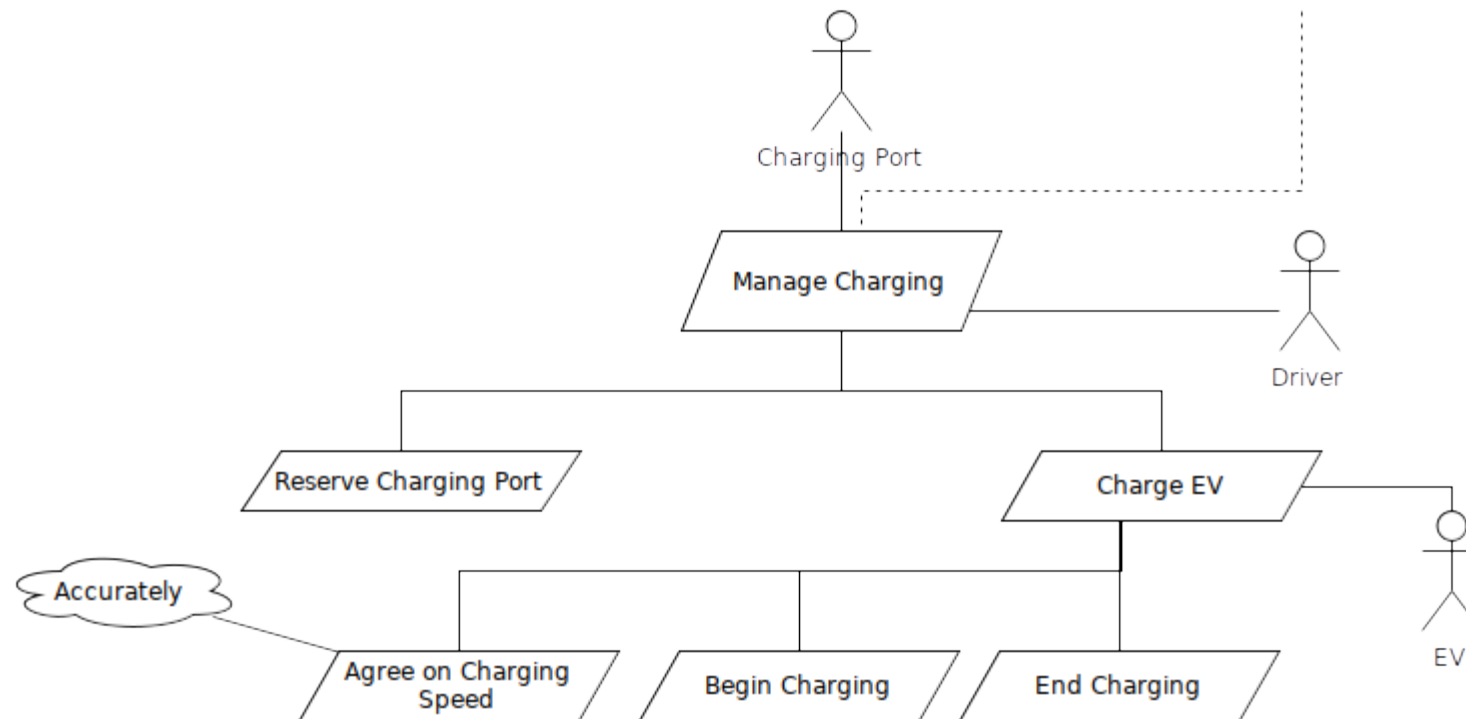 Charging Port
Manage Charging
Driver
Reserve Charging Port
Charge EV
Accurately
EV
Agree on Charging
Speed
Begin Charging
End Charging